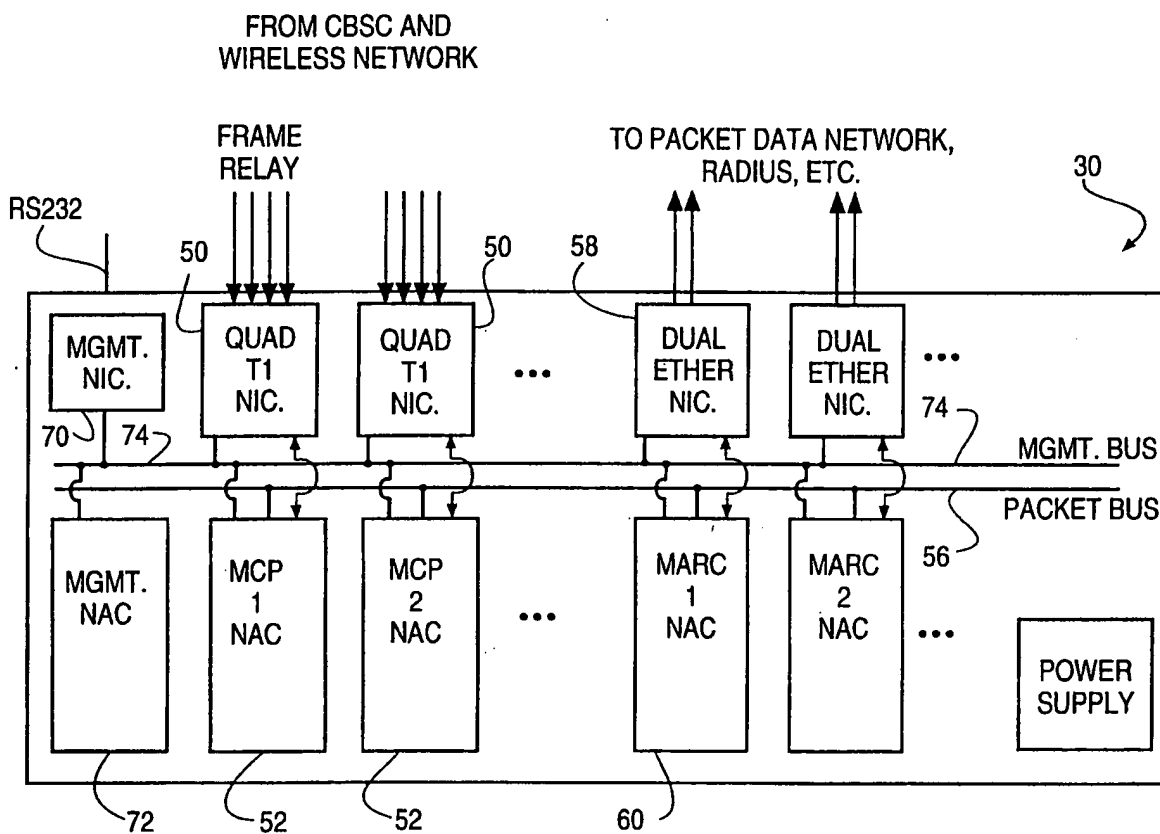 FROM CBSC AND
WIRELESS NETWORK
FRAME
RELAY
TO PACKET DATA NETWORK,
RADIUS, ETC.
30
RS232
50
50
58
MGMT.
NIC.
QUAD
T1
NIC.
QUAD
T1
NIC.
•••
DUAL
ETHER
NIC.
DUAL
ETHER
NIC.
•••
70
74
74
MGMT. BUS
PACKET BUS
56
MGMT.
NAC
MCP
1
NAC
MCP
2
NAC
•••
MARC
1
NAC
MARC
2
NAC
•••
POWER
SUPPLY
72
52
52
60